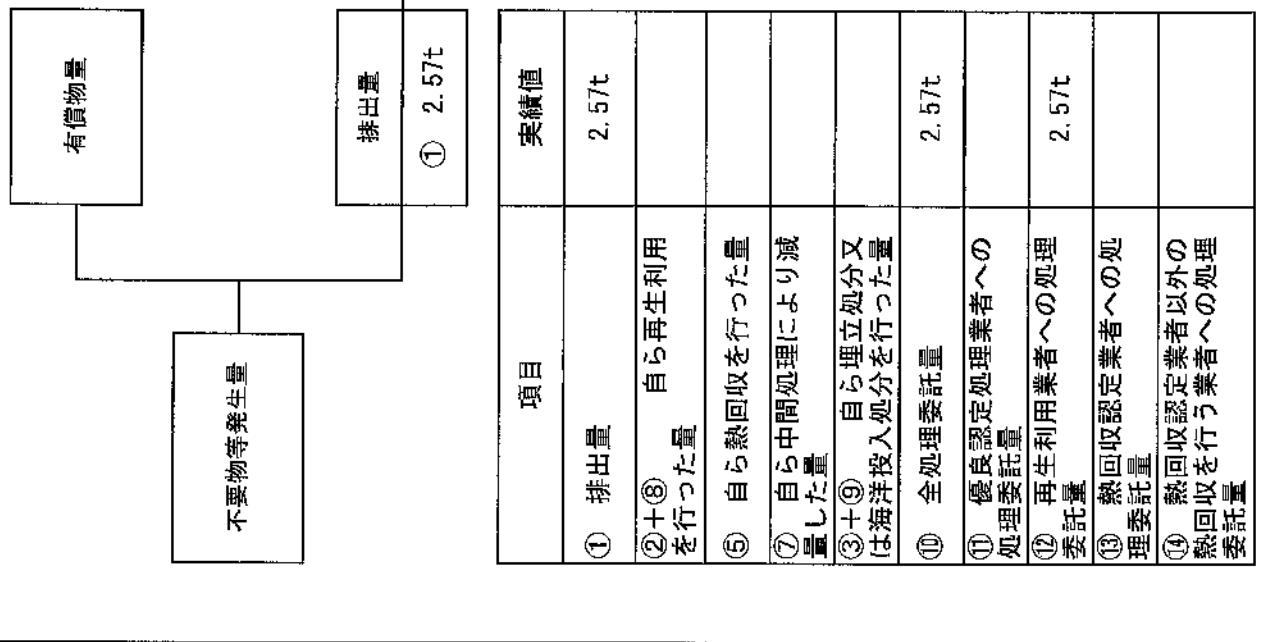 不要物等発生量
有償物量
排出量
① 2.57t
項目
実績値
① 排出量
2.57t
②+⑧ 自ら再生利用
を行った量
⑤ 自ら熱回収を行った量
⑦ 自ら中間処理により減
量した量
③+⑨ 自ら埋立処分又
は海洋投入処分を行った量
⑩ 全処理委託量
2.57t
⑪ 優良認定処理業者への
処理委託量
⑫ 再生利用業者への処理
委託量
2.57t
⑬ 熱回収認定業者への処
理委託量
⑭ 熱回収認定業者以外の
熱回収を行う業者への処理
委託量